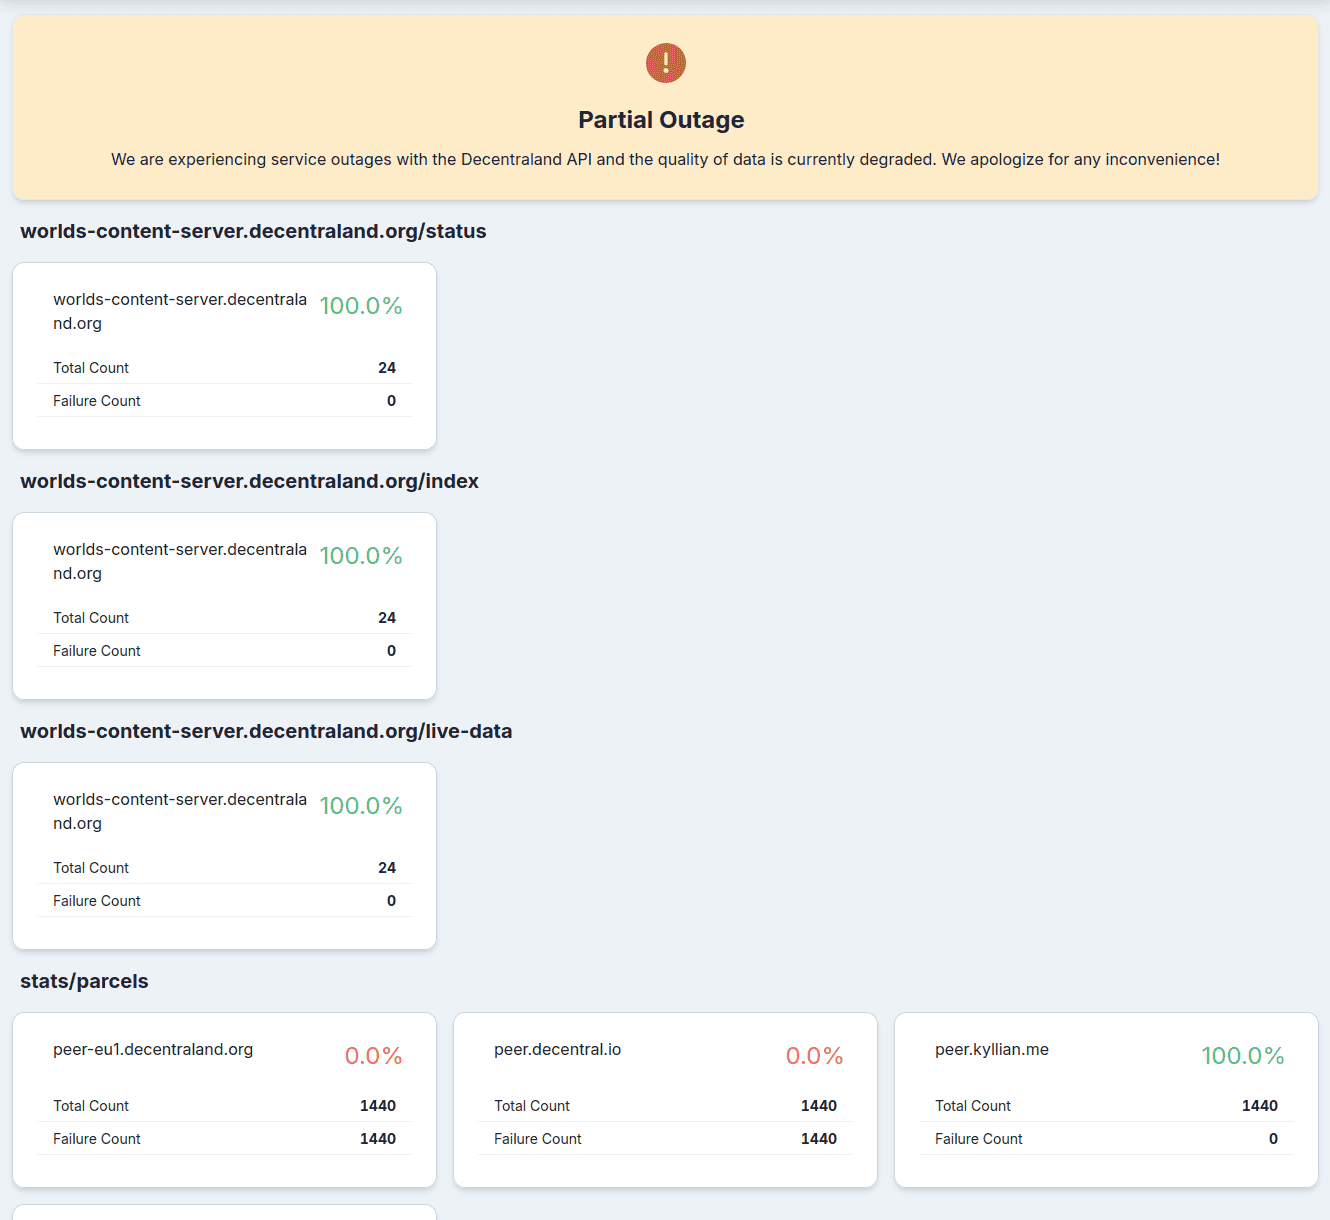 Partial Outage
We are experiencing service outages with the Decentraland API and the quality of data is currently degraded. We apologize for any inconvenience!
worlds-content-server.decentraland.org/status
worlds-content-server.decentrala
nd.org
100.0%
Total Count 24
Failure Count 0
worlds-content-server.decentraland.org/index
worlds-content-server.decentrala
nd.org
100.0%
Total Count 24
Failure Count 0
worlds-content-server.decentraland.org/live-data
worlds-content-server.decentrala
nd.org
100.0%
Total Count 24
Failure Count 0
stats/parcels
peer-eu1.decentraland.org 0.0%
Total Count 1440
Failure Count 1440
peer.decentral.io 0.0%
Total Count 1440
Failure Count 1440
peer.kyllian.me 100.0%
Total Count 1440
Failure Count 0